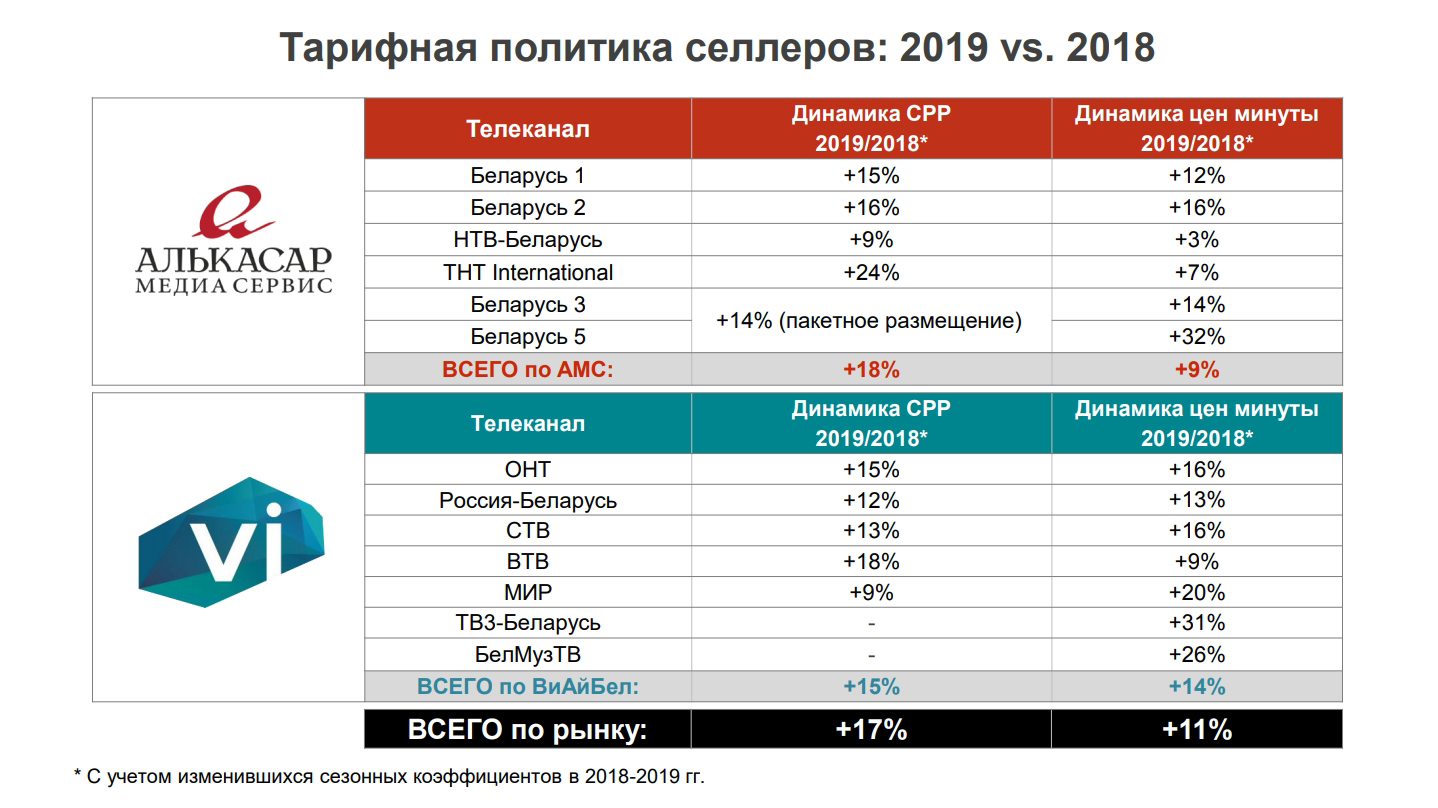 Тарифная политика селлеров: 2019 vs. 2018
АЛЬКАСАР
МЕДИА СЕРВИС
Телеканал Динамика CPP 2019/2018* Динамика цен минуты 2019/2018*
Беларусь 1 +15% +12%
Беларусь 2 +16% +16%
НТВ-Беларусь +9% +3%
ТНТ International +24% +7%
Беларусь 3 +14% (пакетное размещение) +14%
Беларусь 5 +32%
ВСЕГО по АМС: +18% +9%
vi
Телеканал Динамика CPP 2019/2018* Динамика цен минуты 2019/2018*
ОНТ +15% +16%
Россия-Беларусь +12% +13%
СТВ +13% +16%
ВТВ +18% +9%
МИР +9% +20%
ТВ3-Беларусь - +31%
БелМузТВ - +26%
ВСЕГО по ВиАйБел: +15% +14%
ВСЕГО по рынку: +17% +11%
* С учетом изменившихся сезонных коэффициентов в 2018-2019 гг.